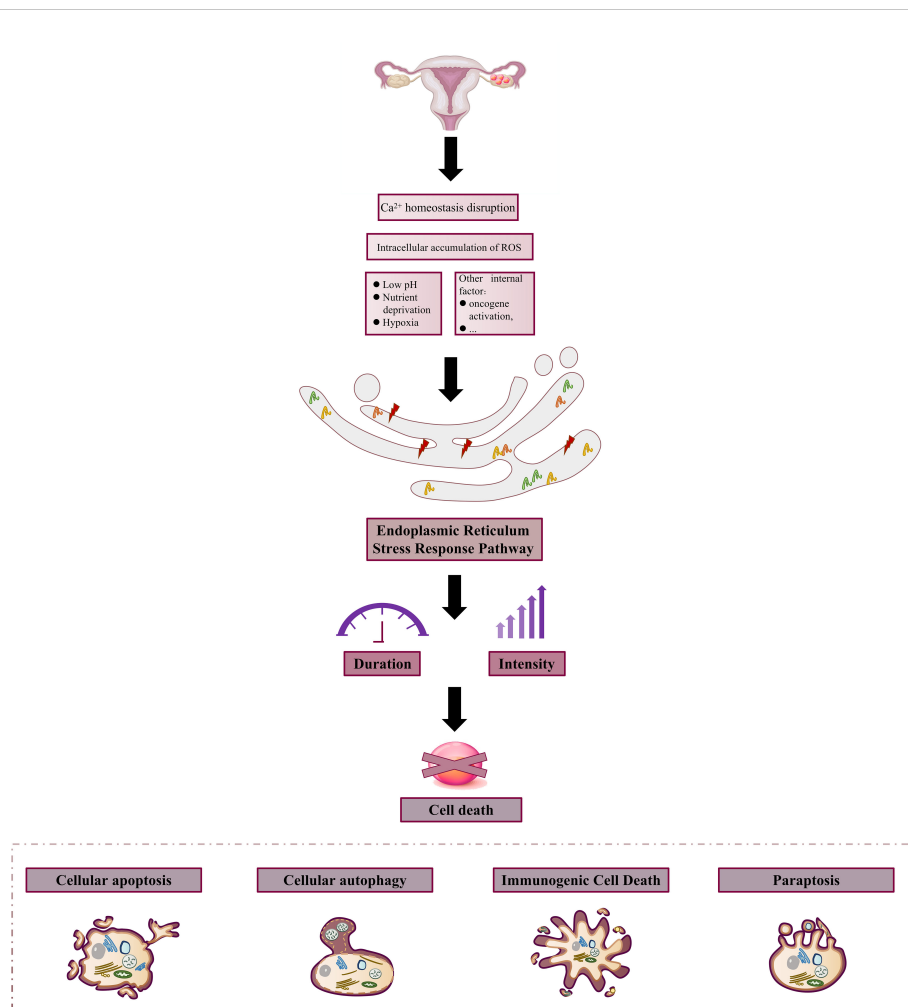 Ca²⁺ homeostasis disruption
Intracellular accumulation of ROS
● Low pH
● Nutrient
deprivation
● Hypoxia
Other internal
factor:
● oncogene
activation,
● ...
Endoplasmic Reticulum
Stress Response Pathway
Duration
Intensity
Cell death
Cellular apoptosis
Cellular autophagy
Immunogenic Cell Death
Paraptosis